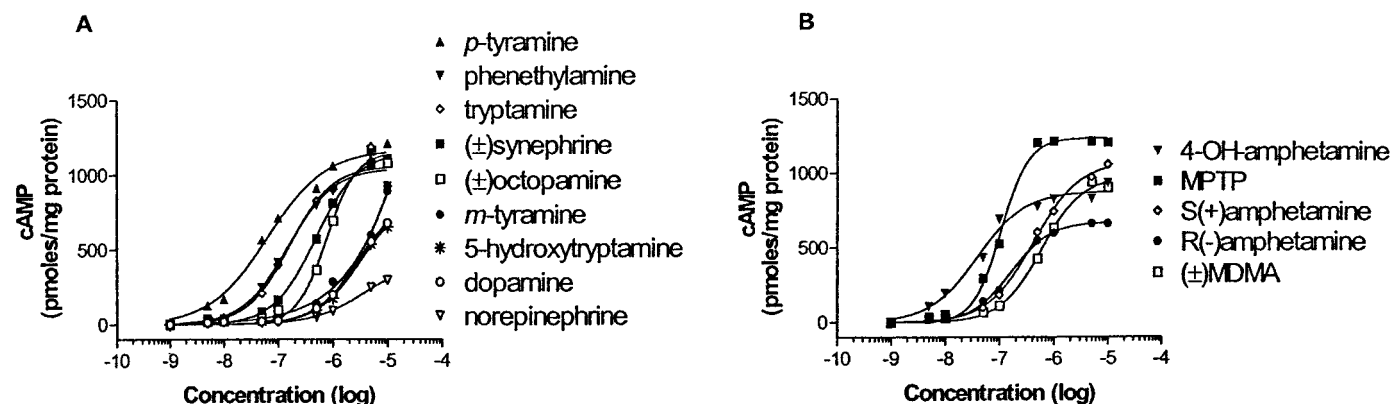 A
p-tyramine
phenethylamine
tryptamine
(±)synephrine
(±)octopamine
m-tyramine
5-hydroxytryptamine
dopamine
norepinephrine
cAMP
(pmoles/mg protein)
1500
1000
500
0
-10 -9 -8 -7 -6 -5 -4
Concentration (log)
B
4-OH-amphetamine
MPTP
S(+)amphetamine
R(-)amphetamine
(±)MDMA
cAMP
(pmoles/mg protein)
1500
1000
500
0
-10 -9 -8 -7 -6 -5 -4
Concentration (log)